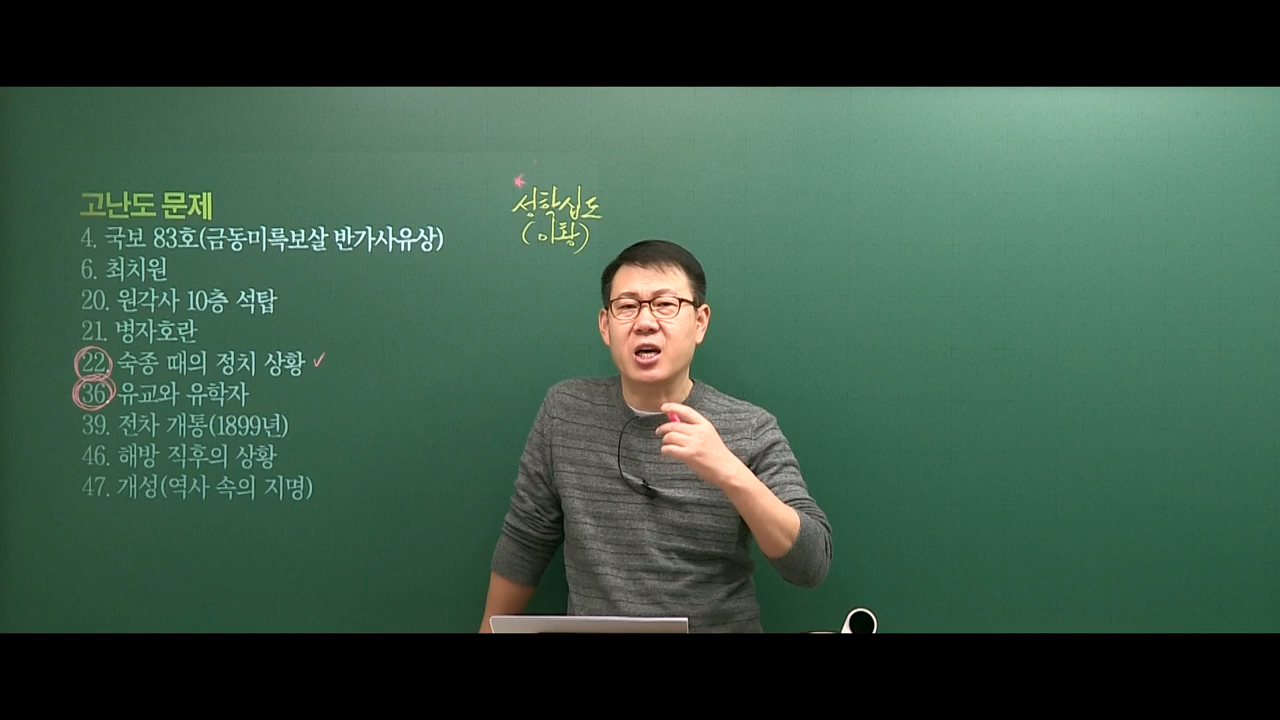 고난도 문제
4. 국보 83호(금동미륵보살 반가사유상)
6. 최치원
20. 원각사 10층 석탑
21. 병자호란
22. 숙종 때의 정치 상황
36. 유교와 유학자
39. 전차 개통(1899년)
46. 해방 직후의 상황
47. 개성(역사 속의 지명)
성학십도
(이황)